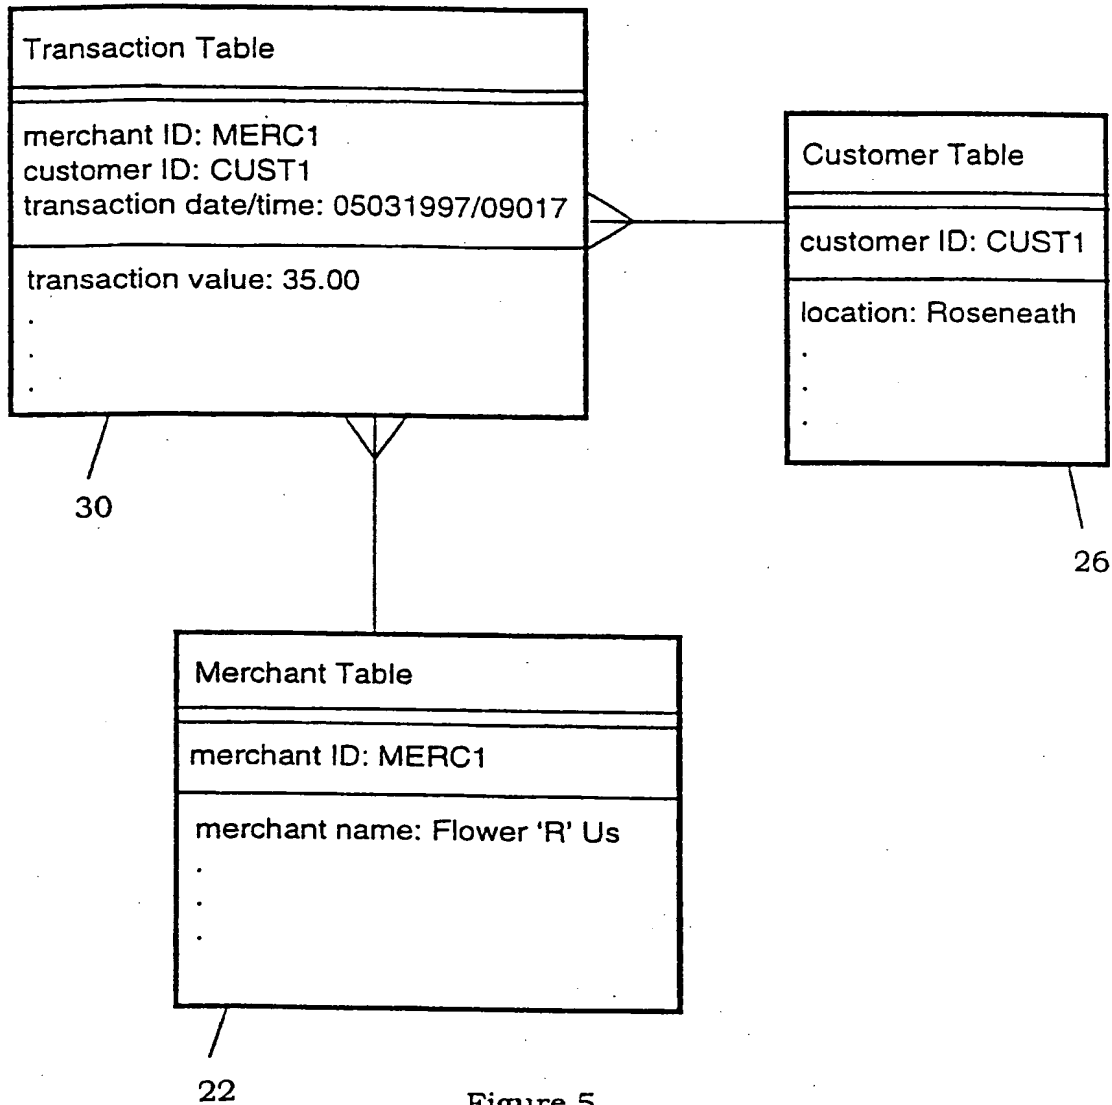 Transaction Table
merchant ID: MERC1
customer ID: CUST1
transaction date/time: 05031997/09017
transaction value: 35.00
.
.
.
30
Customer Table
customer ID: CUST1
location: Roseneath
.
.
.
26
Merchant Table
merchant ID: MERC1
merchant name: Flower ‘R’ Us
.
.
.
22
Figure 5